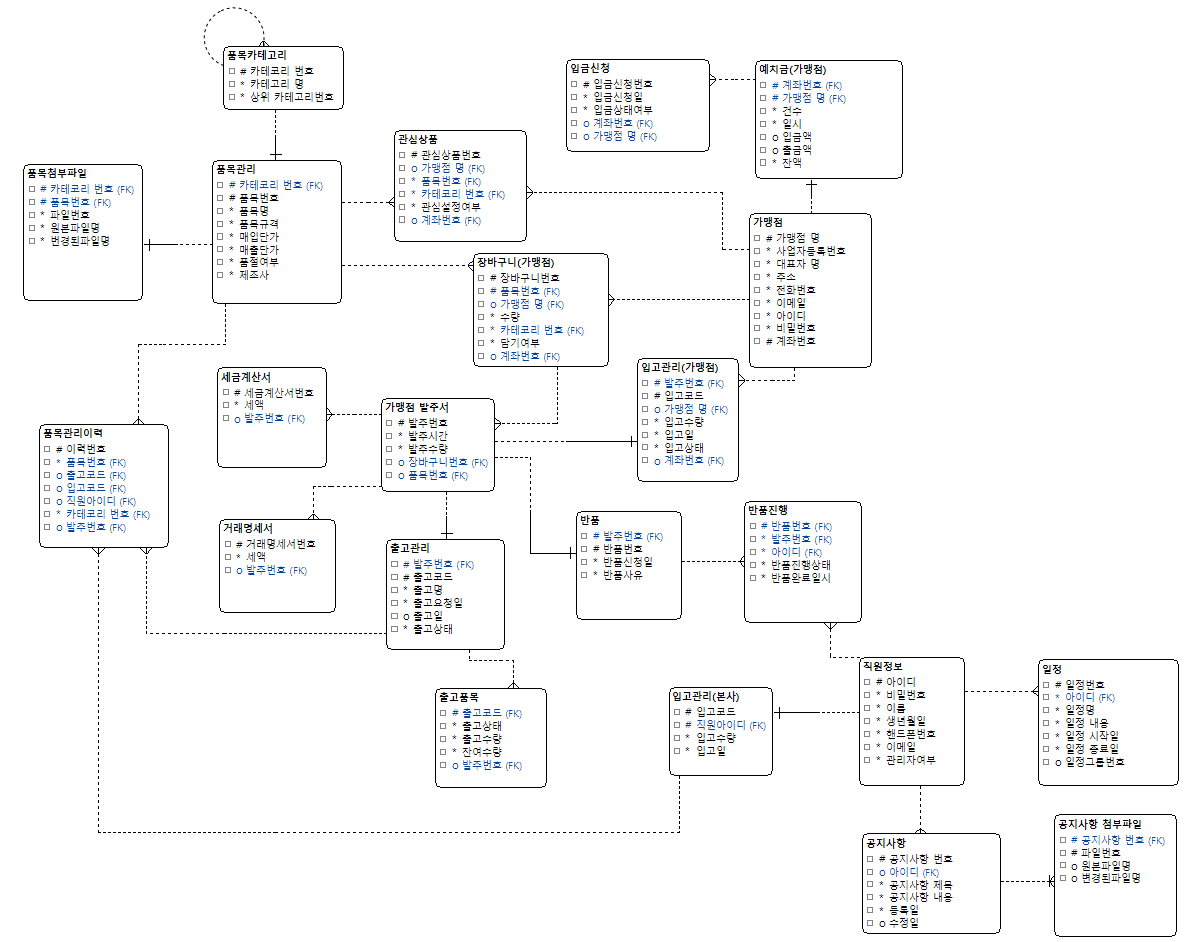 품목카테고리
# 카테코리 번호
* 카테고리 명
* 상위 카테고리번호
입금신청
# 입금신청번호
* 입금신청일
* 입금상태여부
o 계좌번호 (FK)
o 가맹점 명 (FK)
예치금(가맹점)
# 계좌번호 (FK)
# 가맹점 명 (FK)
* 건수
* 일시
o 입금액
o 출금액
* 잔액
관심상품
# 관심상품번호
o 가맹점 명 (FK)
* 품목번호 (FK)
* 카테코리 번호 (FK)
* 관심설정여부
o 계좌번호 (FK)
품목첨부파일
# 카테코리 번호 (FK)
# 품목번호 (FK)
* 파일번호
* 원본파일명
* 변경된파일명
품목관리
# 카테코리 번호 (FK)
# 품목번호
* 품목명
* 품목규격
* 매입단가
* 매출단가
* 품절여부
* 제조사
가맹점
# 가맹점 명
* 사업자등록번호
* 대표자 명
* 주소
* 전화번호
* 이메일
* 아이디
* 비밀번호
# 계좌번호
장바구니(가맹점)
# 장바구니번호
# 품목번호 (FK)
o 가맹점 명 (FK)
* 수량
* 카테코리 번호 (FK)
* 담기여부
o 계좌번호 (FK)
세금계산서
# 세금계산서번호
* 세액
o 발주번호 (FK)
가맹점 발주서
# 발주번호
* 발주시간
* 발주수량
o 장바구니번호 (FK)
o 품목번호 (FK)
입고관리(가맹점)
# 발주번호 (FK)
# 입고코드
o 가맹점 명 (FK)
* 입고수량
* 입고일
* 입고상태
o 계좌번호 (FK)
품목관리이력
# 이력번호
* 품목번호 (FK)
o 출고코드 (FK)
o 입고코드 (FK)
o 직원아이디 (FK)
* 카테코리 번호 (FK)
o 발주번호 (FK)
거래명세서
# 거래명세서번호
* 세액
o 발주번호 (FK)
출고관리
# 발주번호 (FK)
# 출고코드
* 출고명
* 출고요청일
o 출고일
* 출고상태
반품
# 발주번호 (FK)
# 반품번호
* 반품신청일
* 반품사유
반품진행
# 반품번호 (FK)
* 발주번호 (FK)
* 아이디 (FK)
* 반품진행상태
* 반품완료일시
출고품목
# 출고코드 (FK)
* 출고상태
* 출고수량
* 잔여수량
o 발주번호 (FK)
입고관리(본사)
# 입고코드
# 직원아이디 (FK)
* 입고수량
* 입고일
직원정보
# 아이디
* 비밀번호
* 이름
* 생년월일
* 핸드폰번호
* 이메일
* 관리자여부
일정
# 일정번호
* 아이디 (FK)
* 일정명
* 일정 내용
* 일정 시작일
* 일정 종료일
o 일정그룹번호
공지사항
# 공지사항 번호
o 아이디 (FK)
* 공지사항 제목
* 공지사항 내용
* 등록일
o 수정일
공지사항 첨부파일
# 공지사항 번호 (FK)
# 파일번호
o 원본파일명
o 변경된파일명